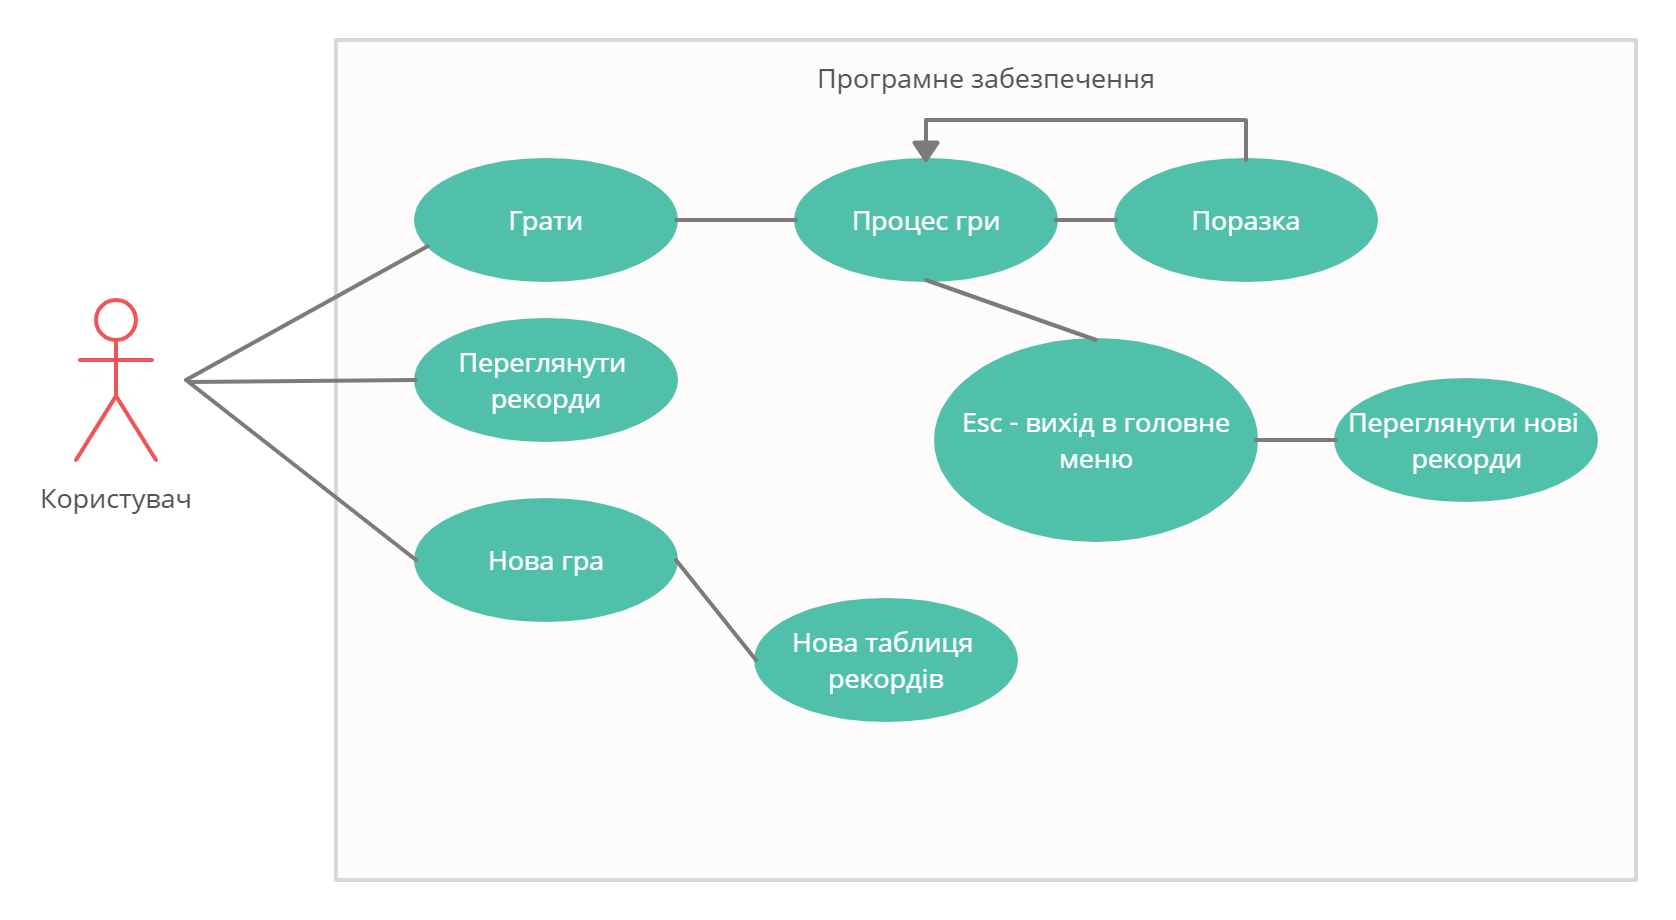 Програмне забезпечення
Грати
Процес гри
Поразка
Переглянути
рекорди
Esc - вихід в головне
меню
Переглянути нові
рекорди
Користувач
Нова гра
Нова таблиця
рекордів